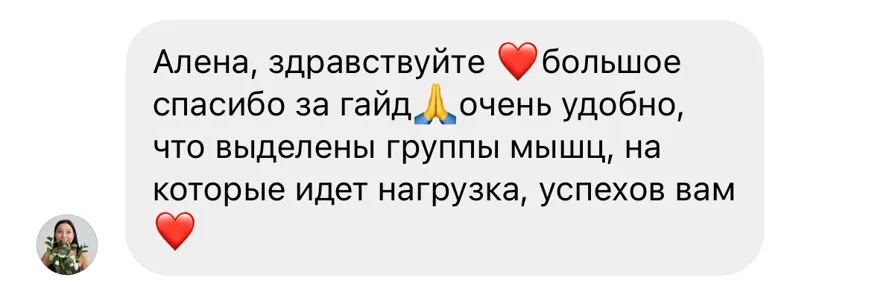 Алена, здравствуйте ❤️большое
спасибо за гайд🙏очень удобно,
что выделены группы мышц, на
которые идет нагрузка, успехов вам
❤️